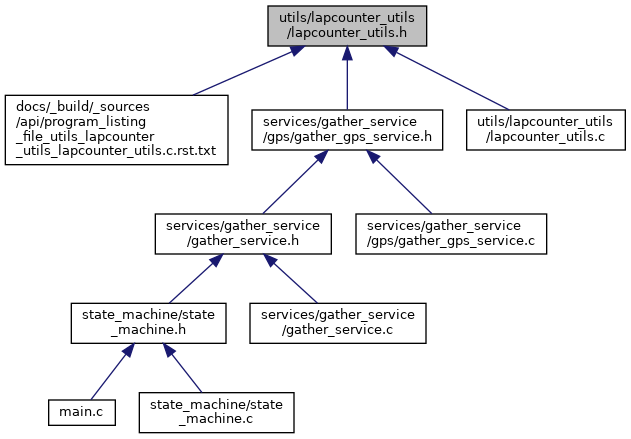 utils/lapcounter_utils
/lapcounter_utils.h
docs/_build/_sources
/api/program_listing
_file_utils_lapcounter
_utils_lapcounter_utils.c.rst.txt
services/gather_service
/gps/gather_gps_service.h
utils/lapcounter_utils
/lapcounter_utils.c
services/gather_service
/gather_service.h
services/gather_service
/gps/gather_gps_service.c
state_machine/state
_machine.h
services/gather_service
/gather_service.c
main.c
state_machine/state
_machine.c